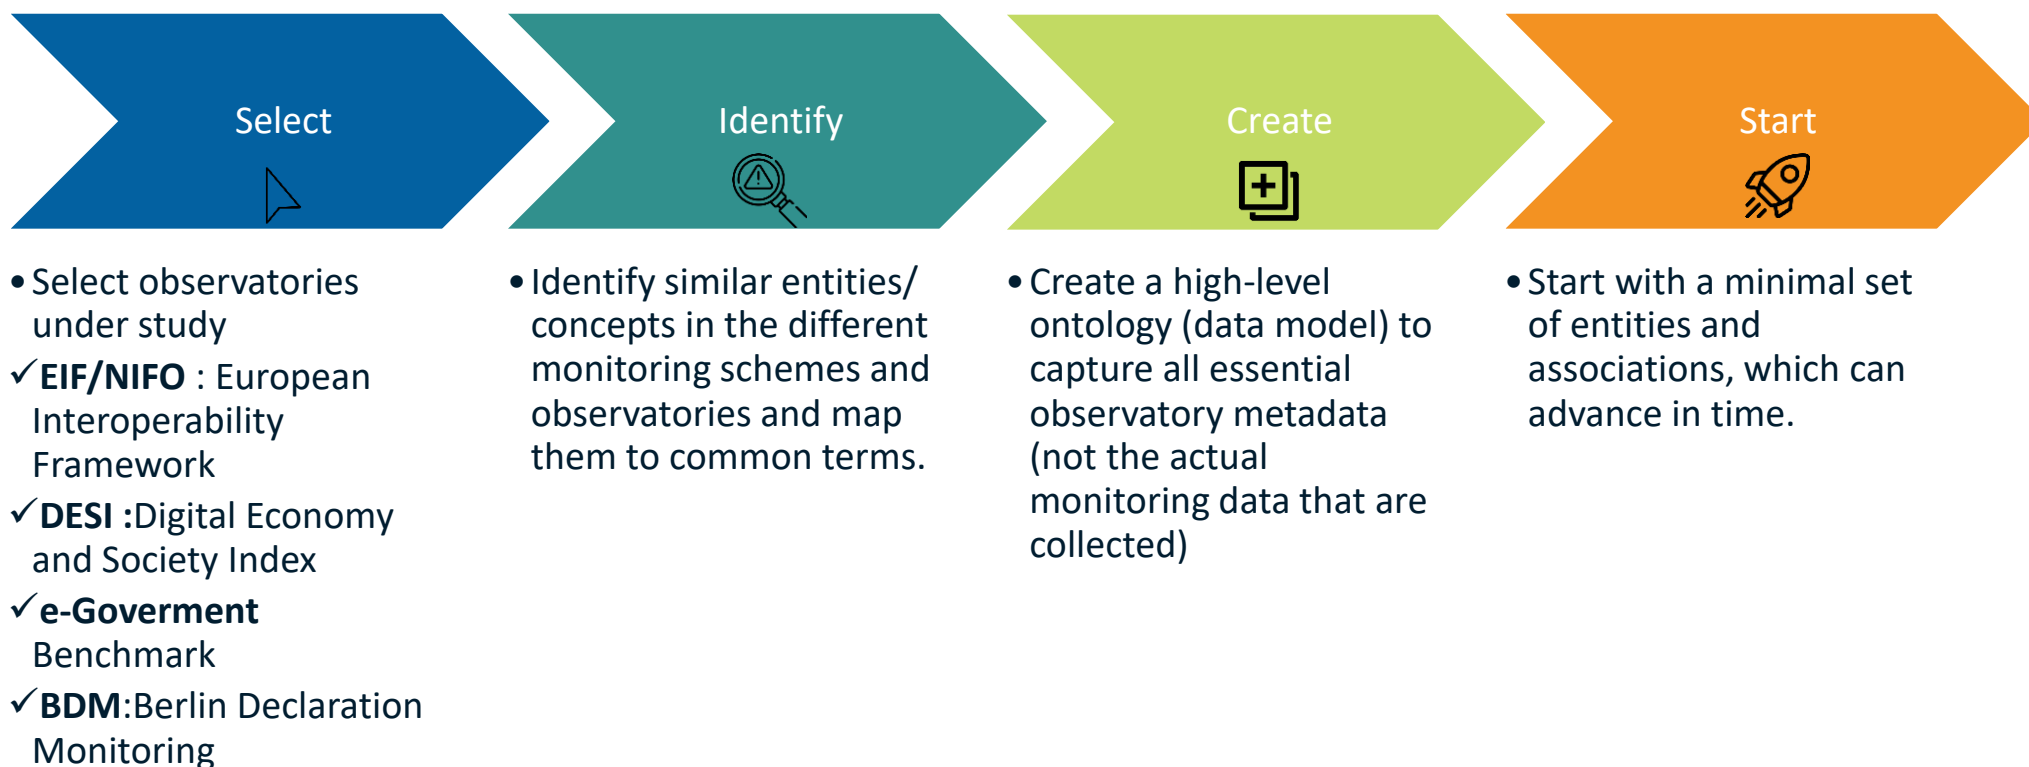 Select
• Select observatories
under study
✓ EIF/NIFO : European
Interoperability
Framework
✓ DESI :Digital Economy
and Society Index
✓ e-Goverment
Benchmark
✓ BDM:Berlin Declaration
Monitoring
Identify
• Identify similar entities/
concepts in the different
monitoring schemes and
observatories and map
them to common terms.
Create
• Create a high-level
ontology (data model) to
capture all essential
observatory metadata
(not the actual
monitoring data that are
collected)
Start
• Start with a minimal set
of entities and
associations, which can
advance in time.